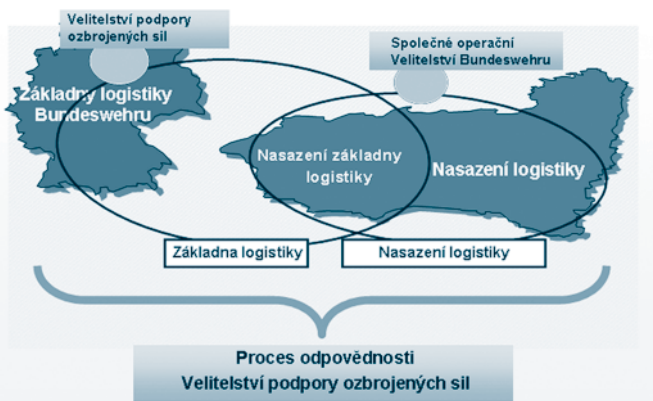 Velitelství podpory
ozbrojených sil
Společné operační
Velitelství Bundeswehru
Základny logistiky
Bundeswehru
Nasazení základny
logistiky
Nasazení logistiky
Základna logistiky
Nasazení logistiky
Proces odpovědnosti
Velitelství podpory ozbrojených sil